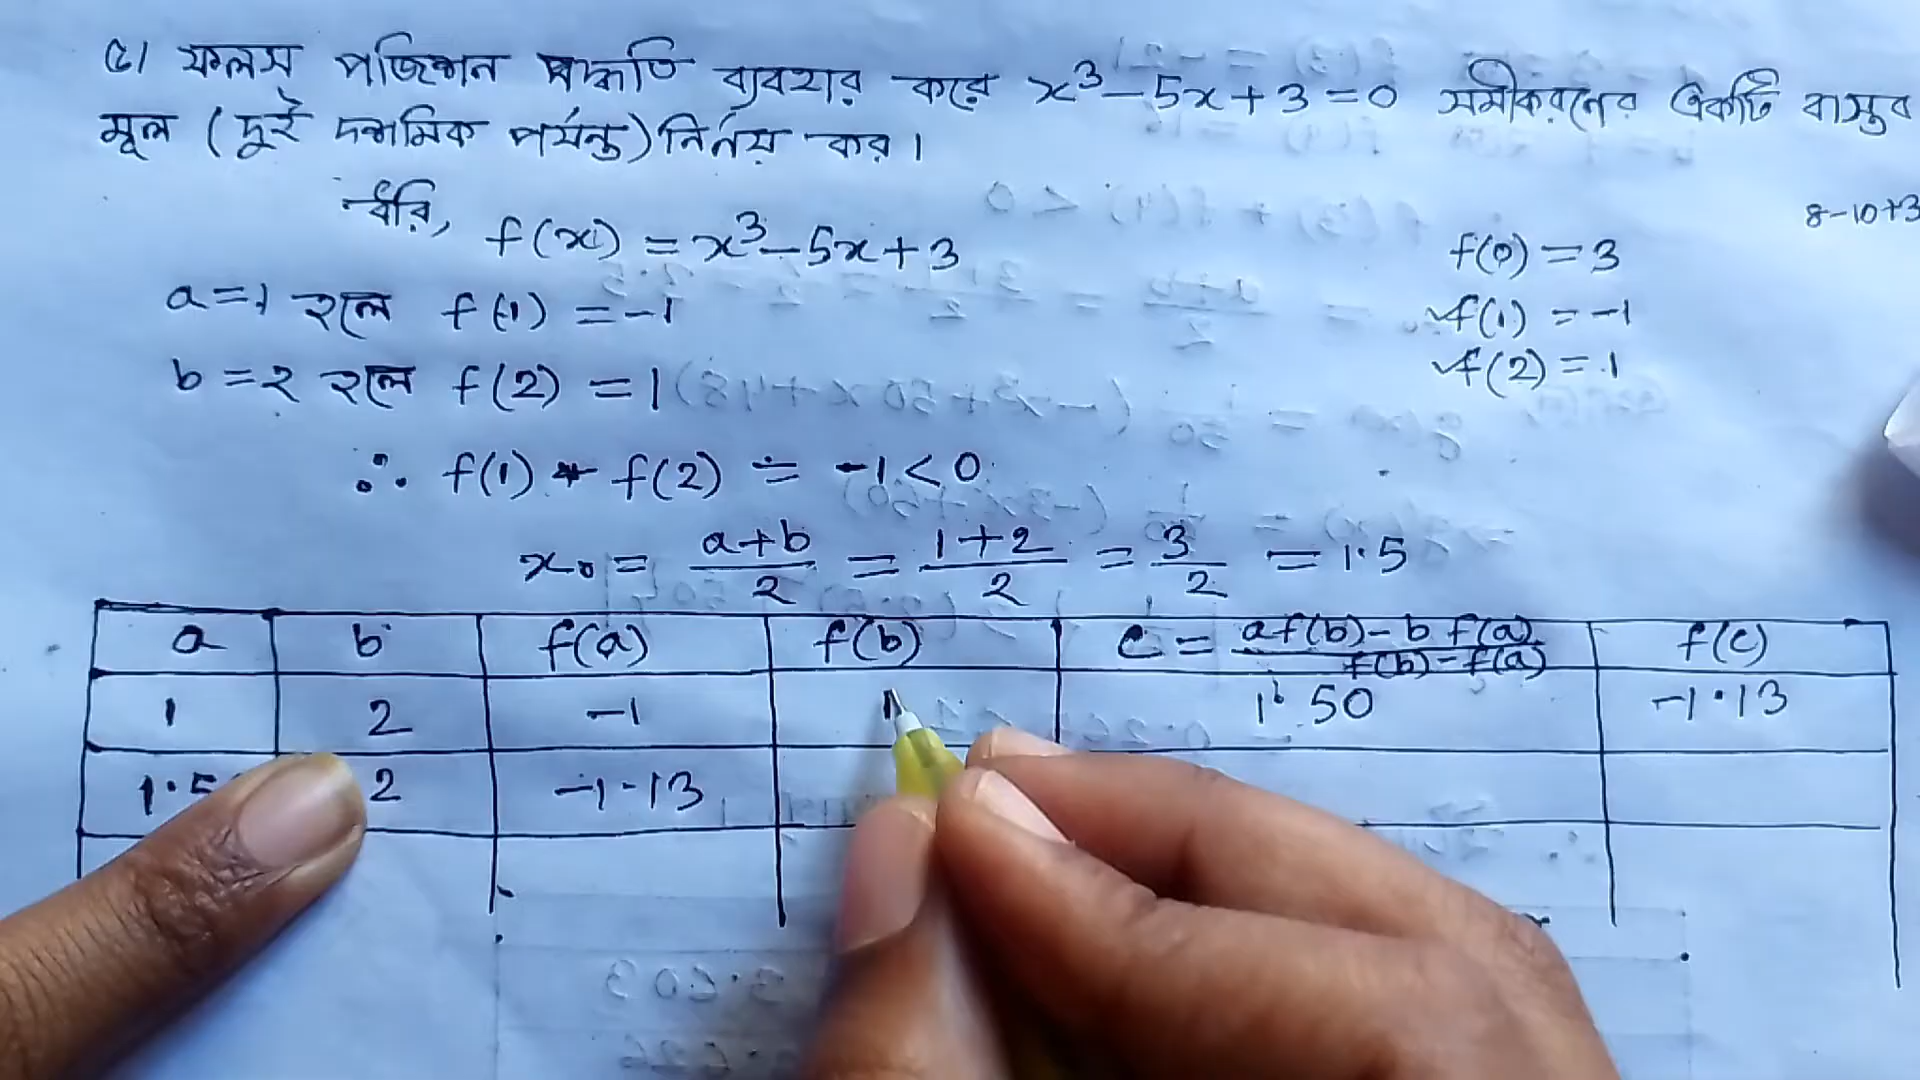 ৫। ফলস পজিশন পদ্ধতি ব্যবহার করে x³-5x+3=0 সমীকরনের একটি বাস্তব
মূল (দুই দশমিক পর্যন্ত) নির্নয় কর।
8-10+3
ধরি, f(x) = x³-5x+3
f(0) = 3
a=1 হলে f(1) = -1
✓f(1) = -1
b=2 হলে f(2) = 1
✓f(2) = 1
∴ f(1) * f(2) = -1<0
x₀ = (a+b)/2 = (1+2)/2 = 3/2 = 1.5
a b f(a) f(b) c = (af(b)-b f(a))/(f(b)-f(a)) f(c)
1 2 -1 1 1.50 -1.13
2 -1.13